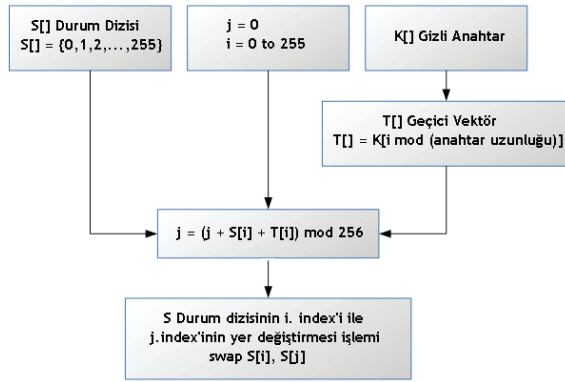 S[] Durum Dizisi
S[] = {0,1,2,...,255}
j = 0
i = 0 to 255
K[] Gizli Anahtar
T[] Geçici Vektör
T[] = K[i mod (anahtar uzunluğu)]
j = (j + S[i] + T[i]) mod 256
S Durum dizisinin i. index'i ile
j.index'inin yer değiştirmesi işlemi
swap S[i], S[j]